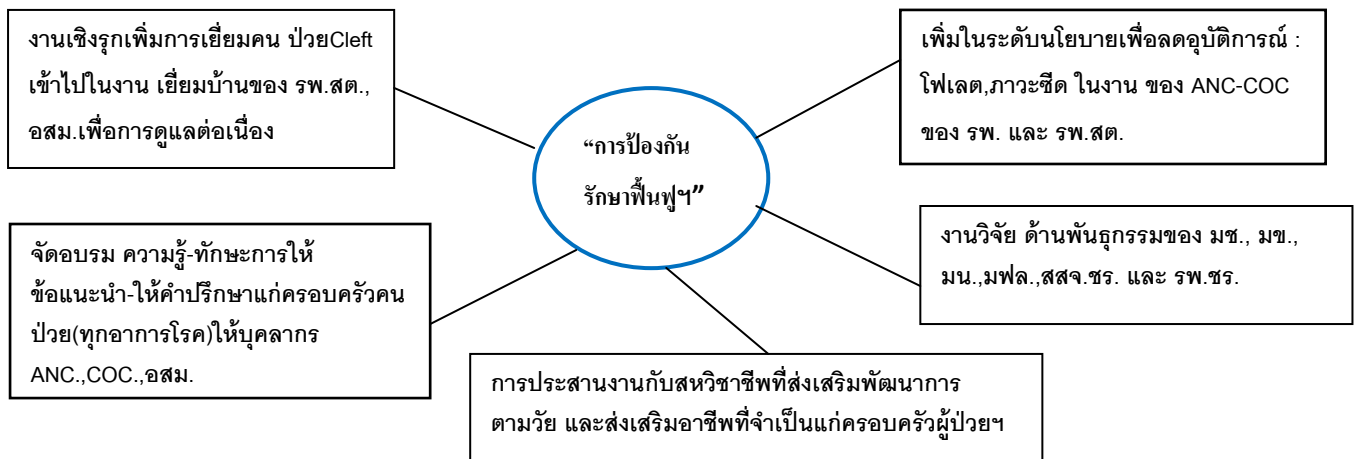 งานเชิงรุกเพิ่มการเยี่ยมคน ป่วยCleft
เข้าไปในงาน เยี่ยมบ้านของ รพ.สต.,
อสม.เพื่อการดูแลต่อเนื่อง
เพิ่มในระดับนโยบายเพื่อลดอุบัติการณ์ :
โฟเลต,ภาวะซีด ในงาน ของ ANC-COC
ของ รพ. และ รพ.สต.
“การป้องกัน
รักษาฟื้นฟูฯ”
จัดอบรม ความรู้-ทักษะการให้
ข้อแนะนำ-ให้คำปรึกษาแก่ครอบครัวคน
ป่วย(ทุกอาการโรค)ให้บุคลากร
ANC.,COC.,อสม.
งานวิจัย ด้านพันธุกรรมของ มช., มข.,
มน.,มฟล.,สสจ.ชร. และ รพ.ชร.
การประสานงานกับสหวิชาชีพที่ส่งเสริมพัฒนาการ
ตามวัย และส่งเสริมอาชีพที่จำเป็นแก่ครอบครัวผู้ป่วยฯ